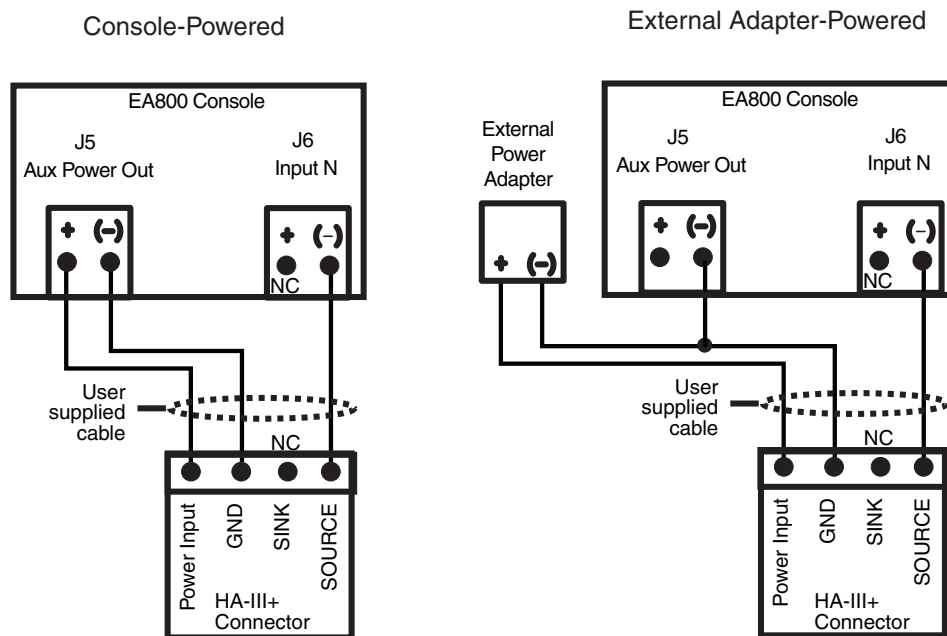 Console-Powered
EA800 Console
J5
Aux Power Out
J6
Input N
+ (-)
+ (-)
NC
User
supplied
cable
NC
Power Input
GND
SINK
SOURCE
HA-III+
Connector
External Adapter-Powered
External
Power
Adapter
+ (-)
EA800 Console
J5
Aux Power Out
J6
Input N
+ (-)
+ (-)
NC
User
supplied
cable
NC
Power Input
GND
SINK
SOURCE
HA-III+
Connector